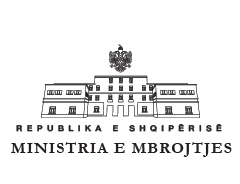 REPUBLIKA E SHQIPËRISË
MINISTRIA E MBROJTJES